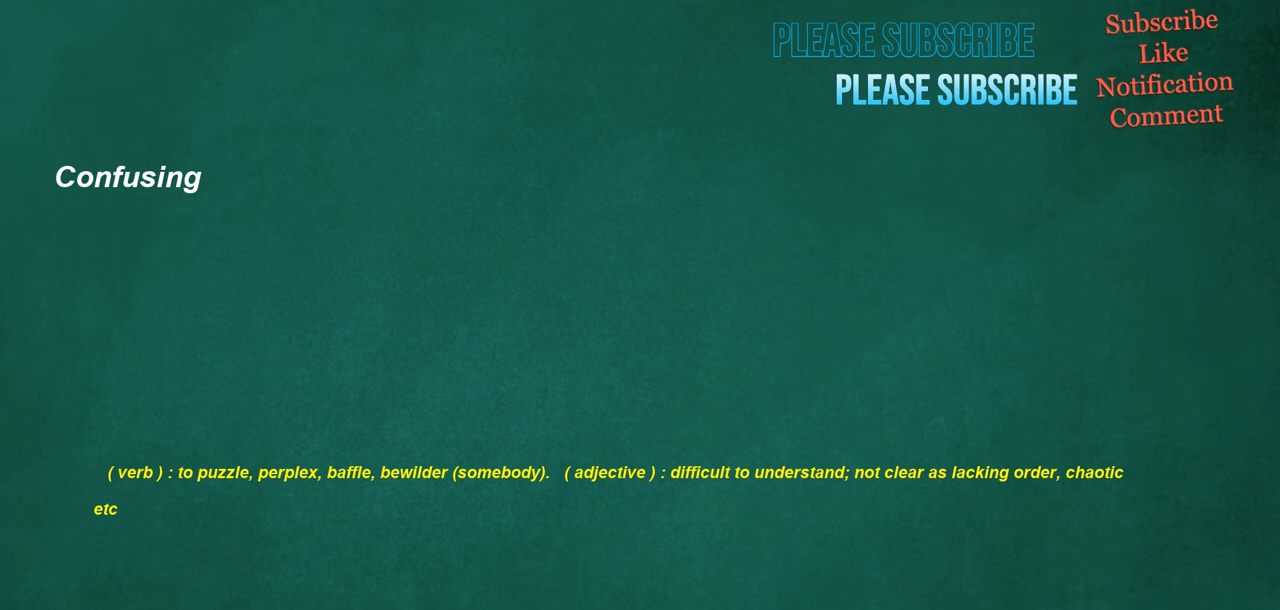 PLEASE SUBSCRIBE
PLEASE SUBSCRIBE
Subscribe
Like
Notification
Comment
Confusing
( verb ) : to puzzle, perplex, baffle, bewilder (somebody). ( adjective ) : difficult to understand; not clear as lacking order, chaotic
etc